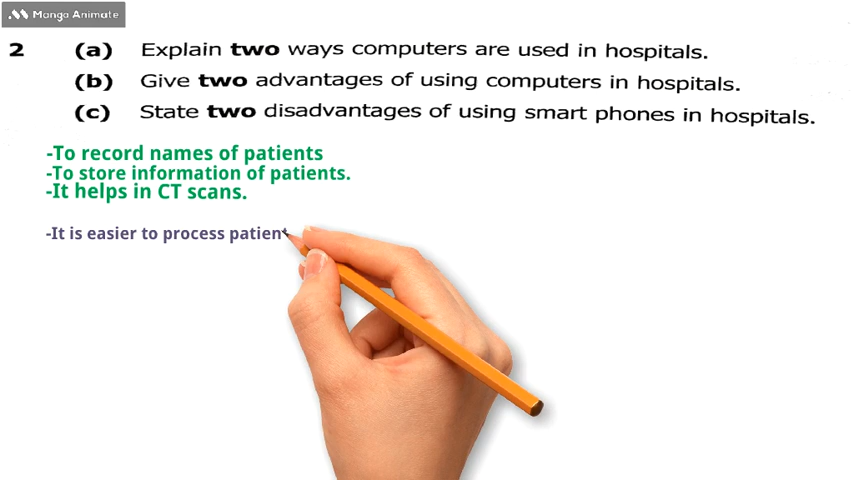 Manga Animate
2 (a) Explain two ways computers are used in hospitals.
(b) Give two advantages of using computers in hospitals.
(c) State two disadvantages of using smart phones in hospitals.
-To record names of patients
-To store information of patients.
-It helps in CT scans.
-It is easier to process patient